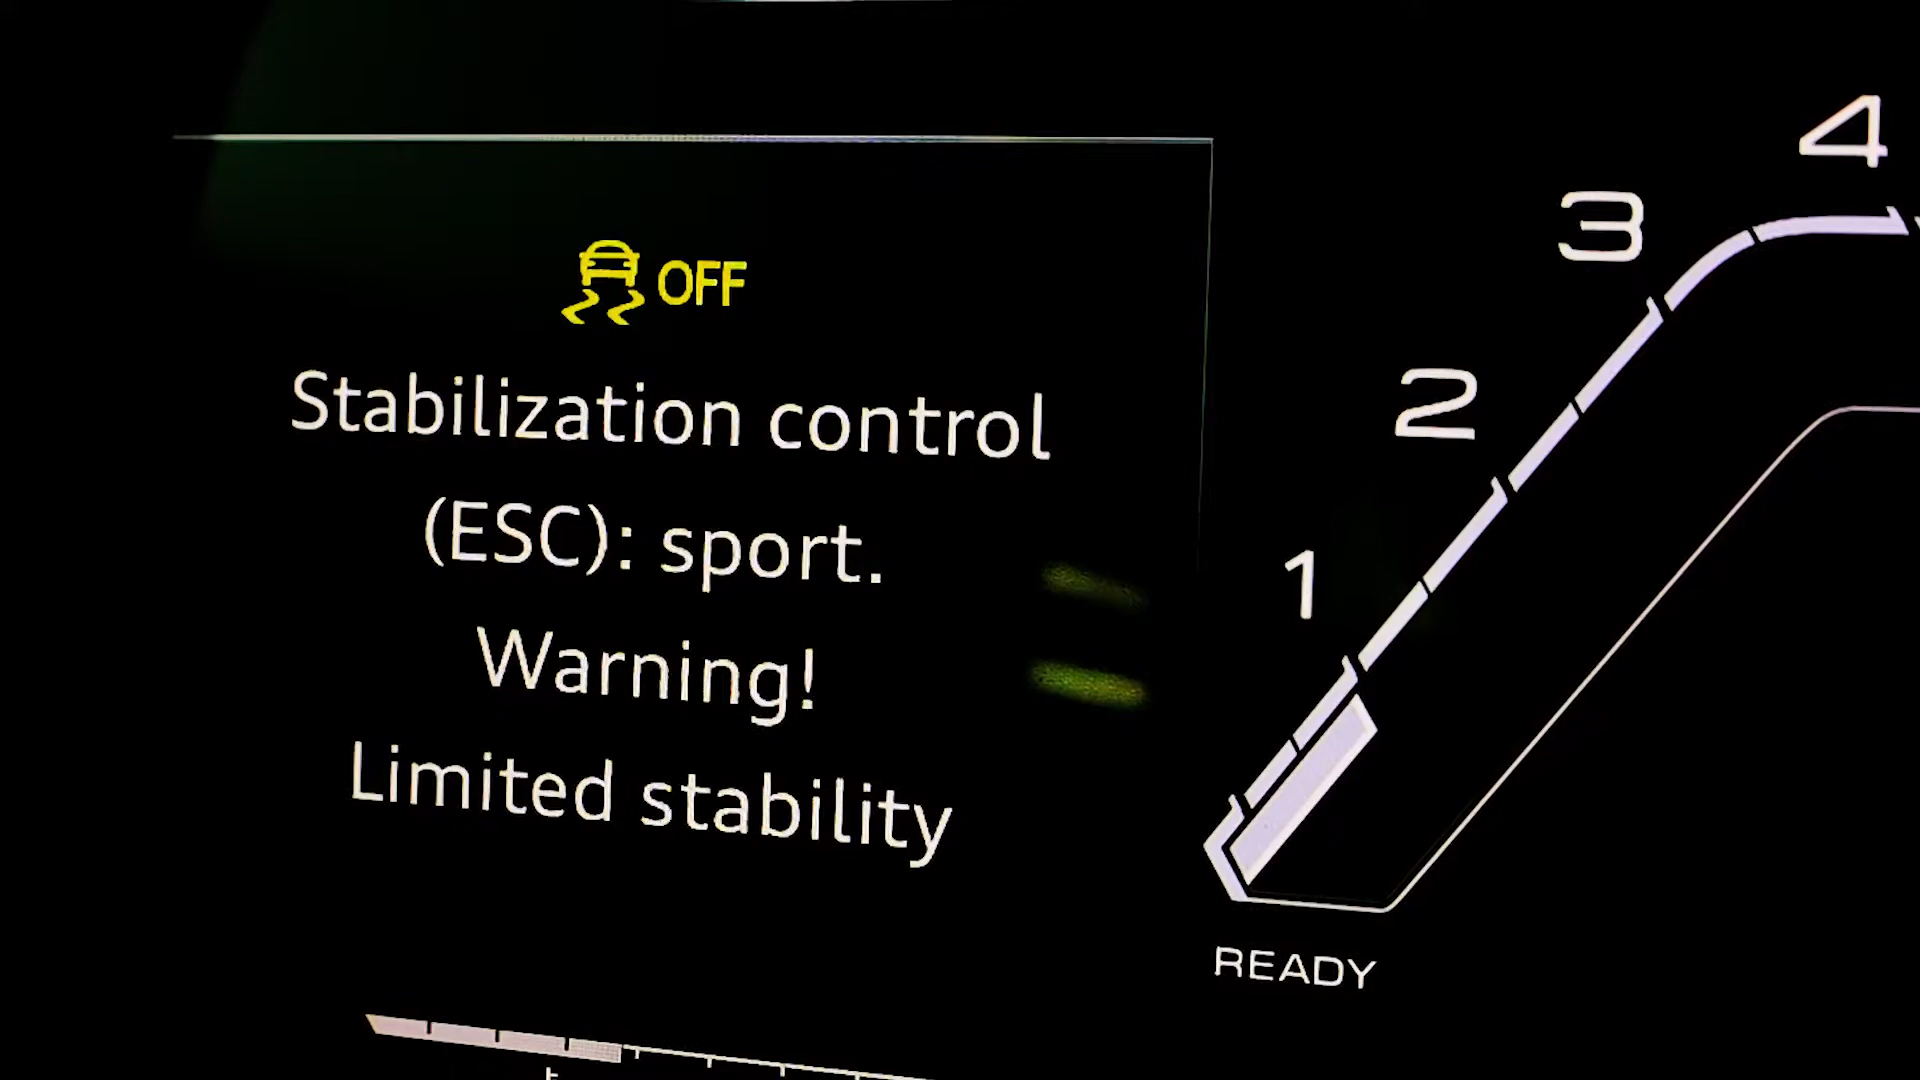 OFF
Stabilization control
(ESC): sport.
Warning!
Limited stability
1
2
3
4
READY